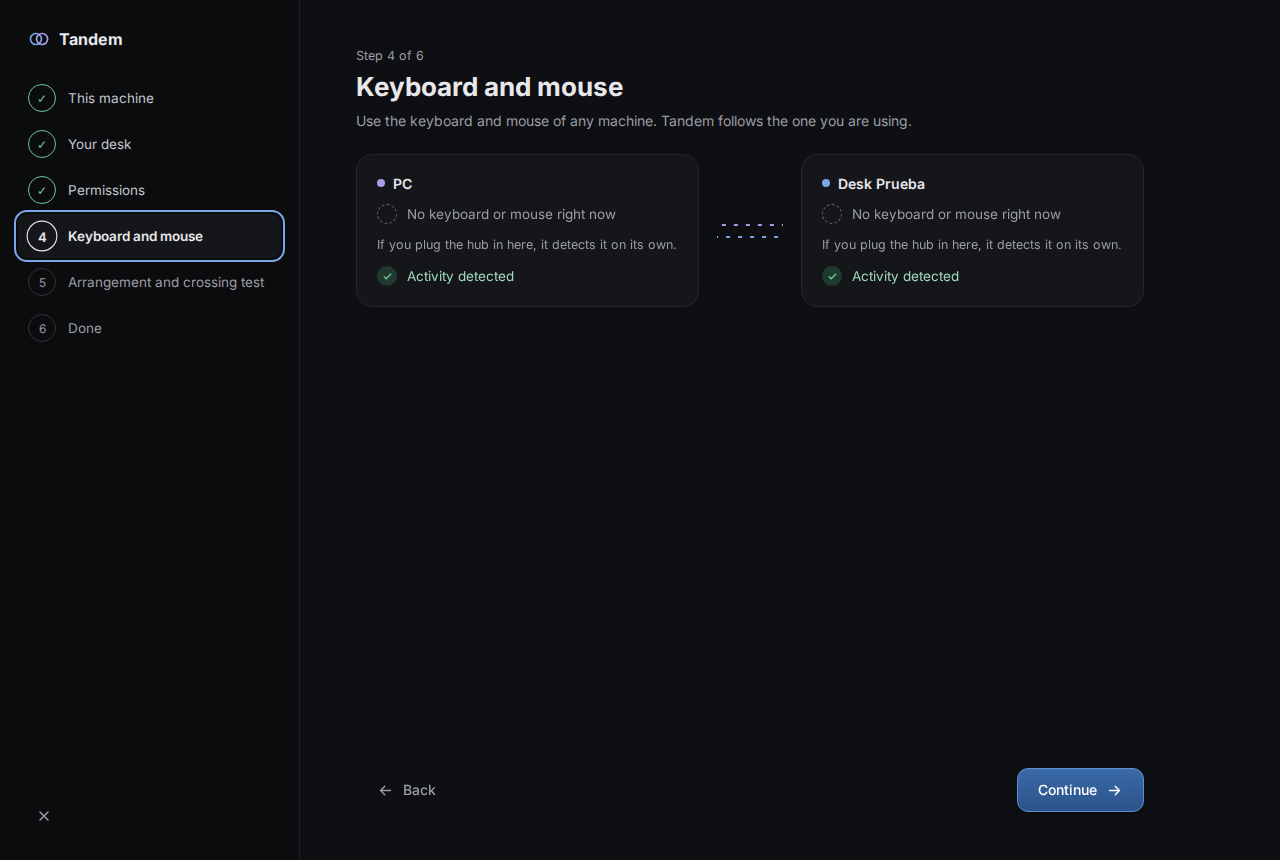 Tandem
✓ This machine
✓ Your desk
✓ Permissions
4 Keyboard and mouse
5 Arrangement and crossing test
6 Done
Step 4 of 6
Keyboard and mouse
Use the keyboard and mouse of any machine. Tandem follows the one you are using.
PC
No keyboard or mouse right now
If you plug the hub in here, it detects it on its own.
Activity detected
Desk Prueba
No keyboard or mouse right now
If you plug the hub in here, it detects it on its own.
Activity detected
Back
Continue